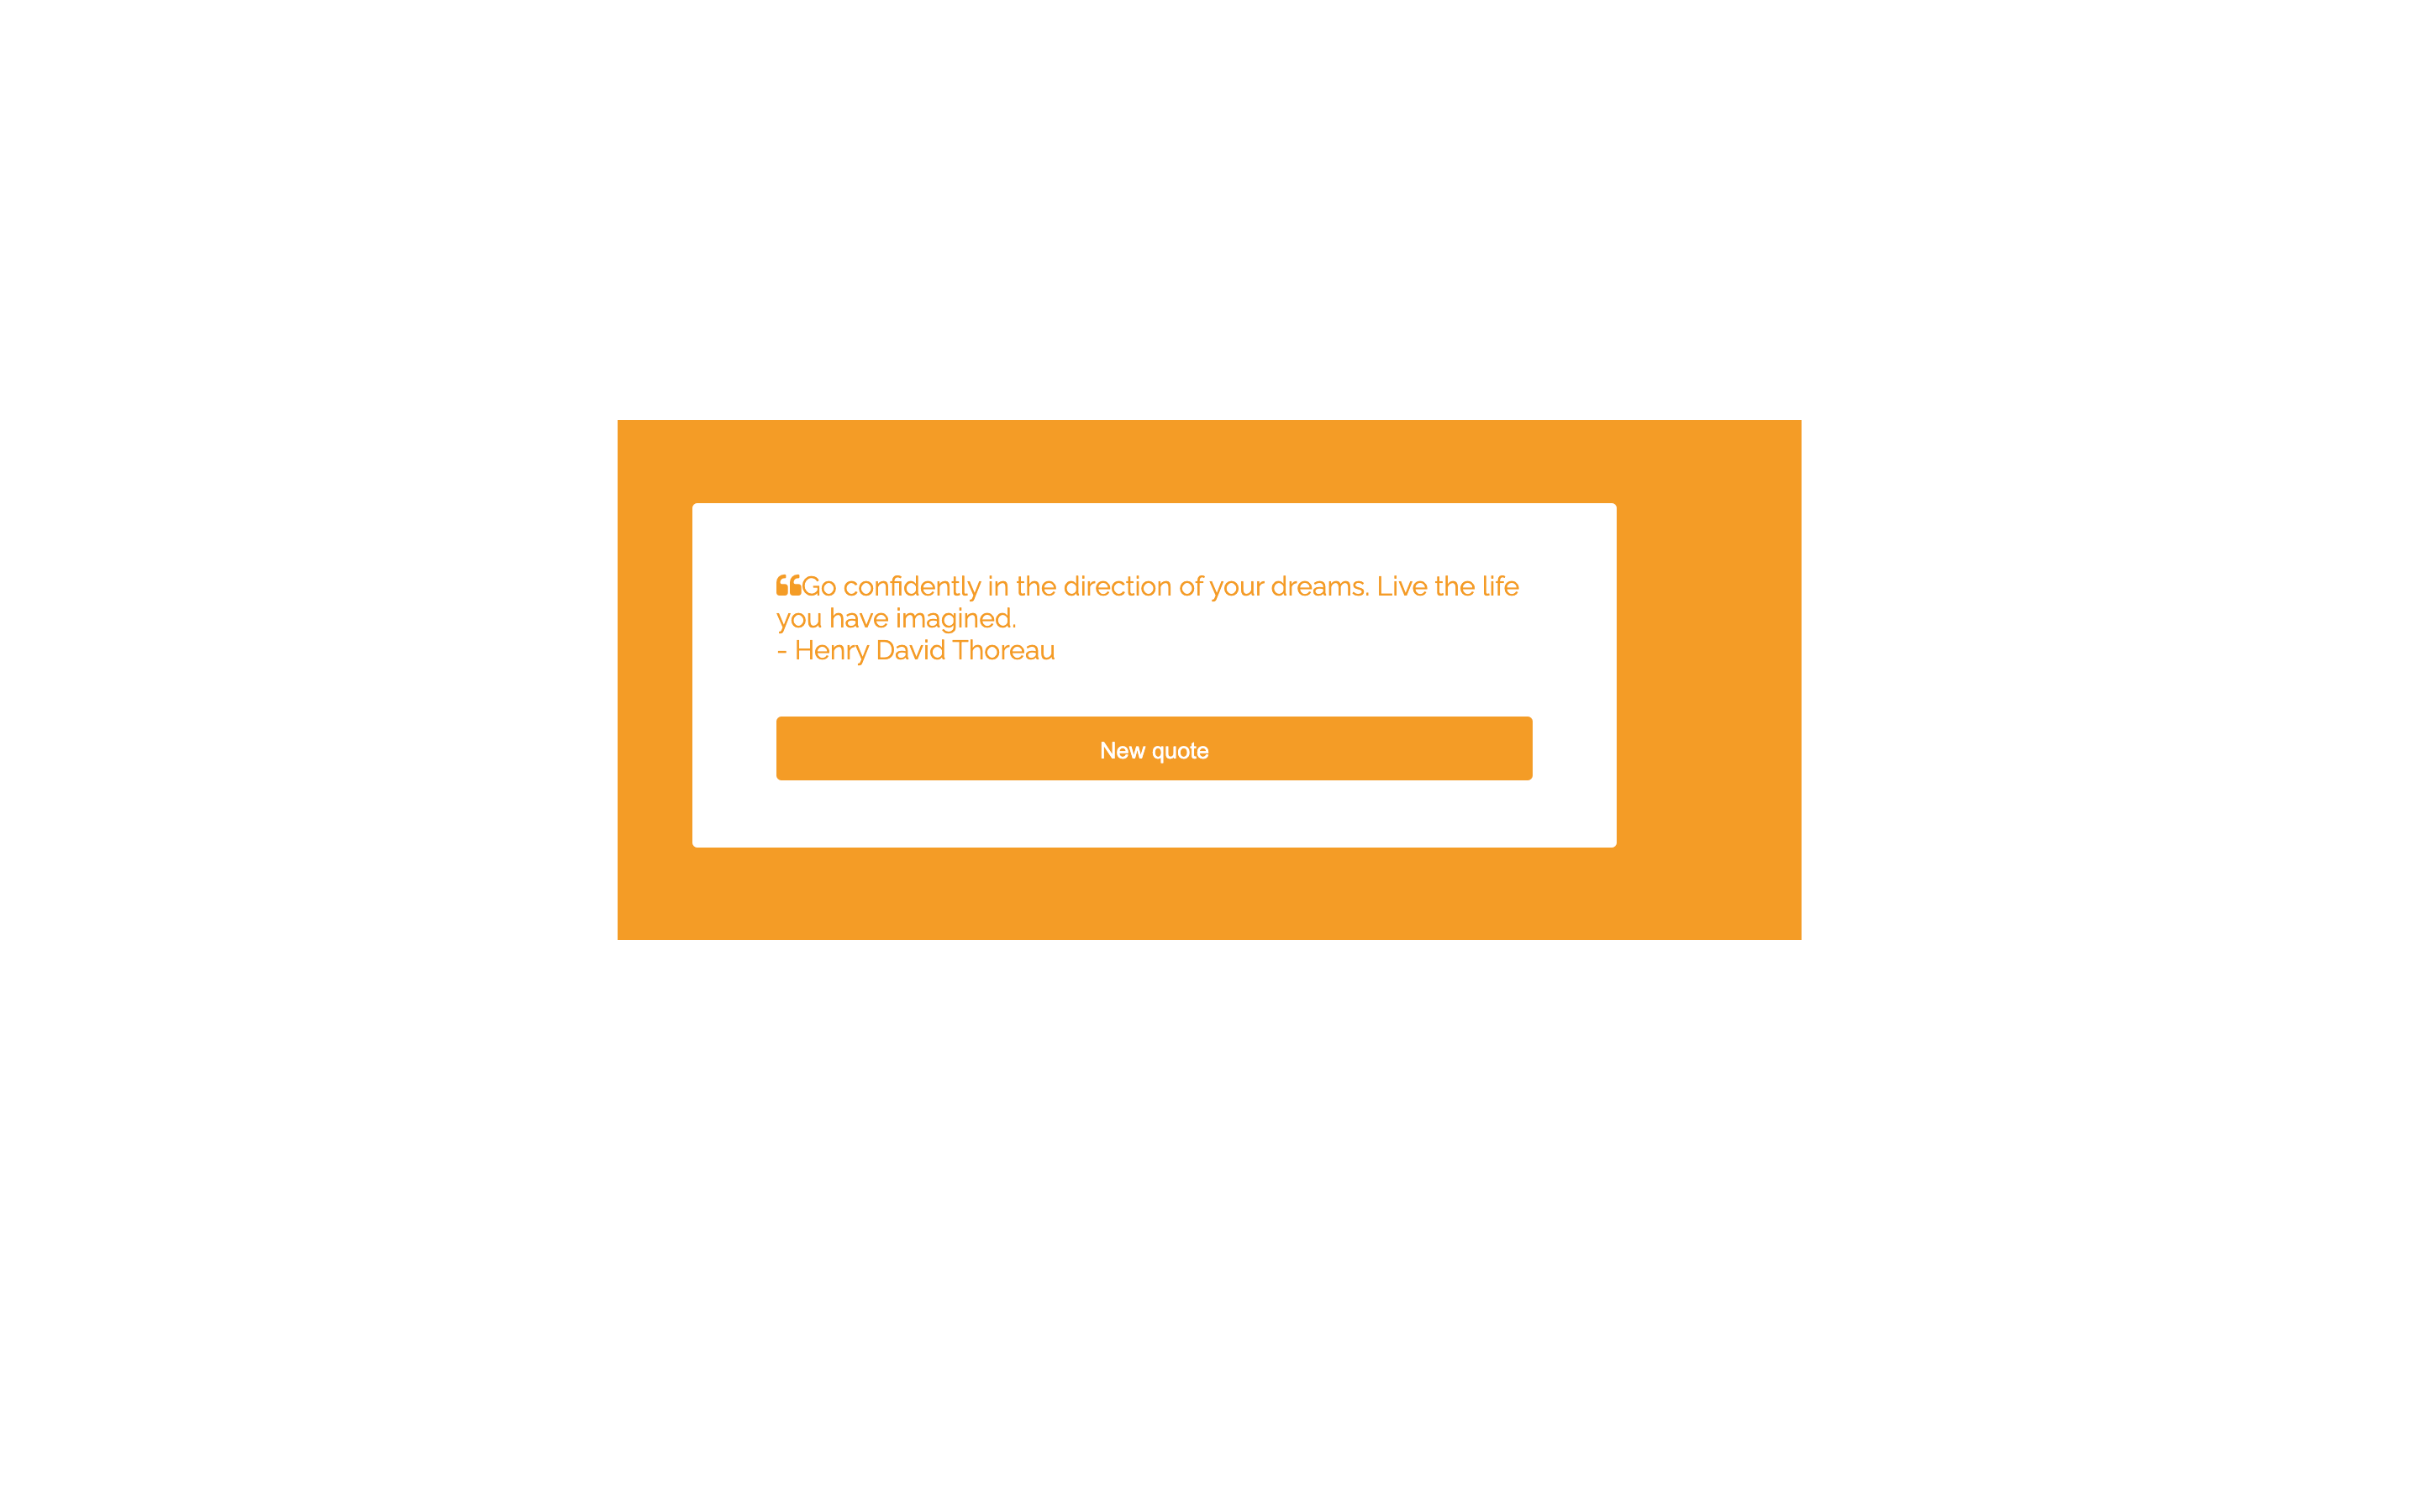 “Go confidently in the direction of your dreams. Live the life
you have imagined.
- Henry David Thoreau
New quote